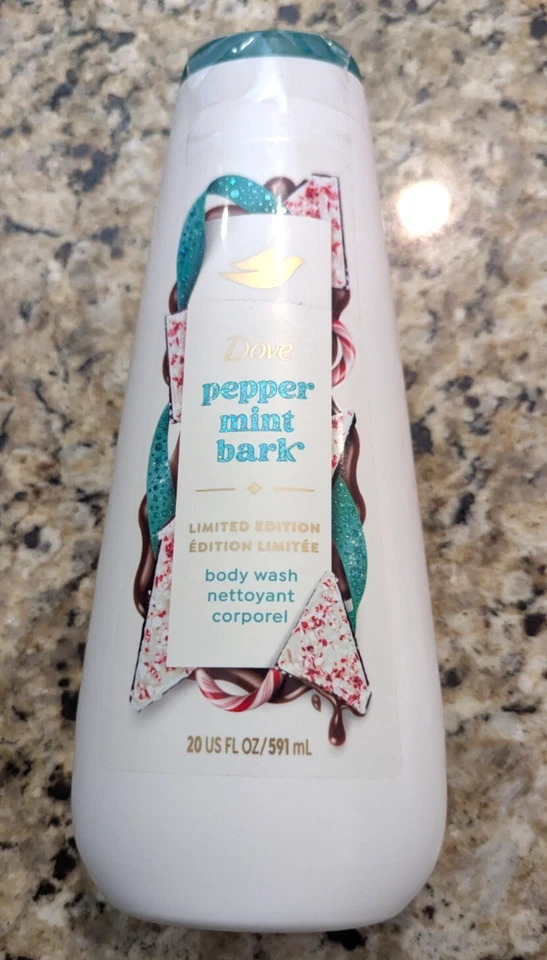 Dove
pepper
mint
bark
LIMITED EDITION
ÉDITION LIMITÉE
body wash
nettoyant
corporel
20 US FL OZ/591 mL